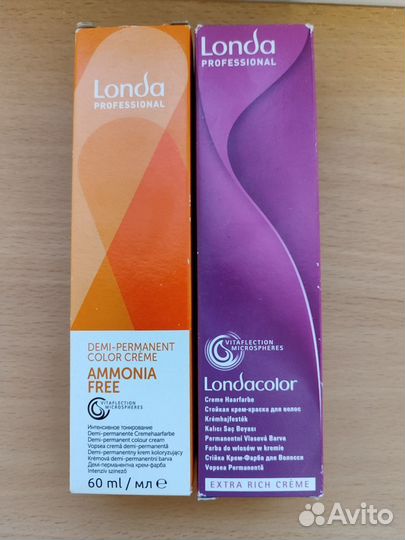 Londa
PROFESSIONAL
DEMI-PERMANENT
COLOR CRÈME
AMMONIA
FREE
VITAFLECTION
MICROSPHERES
Интенсивное тонирование
Demi-permanente Cremehaarfarbe
Demi-permanent colour cream
Vopsea cremă demi-permanentă
Demi-permanentny krem koloryzujący
Krémová demi-permanentní barva
Демі-перманентна крем-фарба
Intenzív színező
60 ml / мл ℮
Londa
PROFESSIONAL
VITAFLECTION
MICROSPHERES
Londacolor
Creme Haarfarbe
Стойкая крем-краска для волос
Krémhajfesték
Kalıcı Saç Boyası
Permanentní Vlasová Barva
Farba do włosów w kremie
Стійка Крем-Фарба для Волосся
Vopsea Permanentă
EXTRA RICH CRÈME
Avito